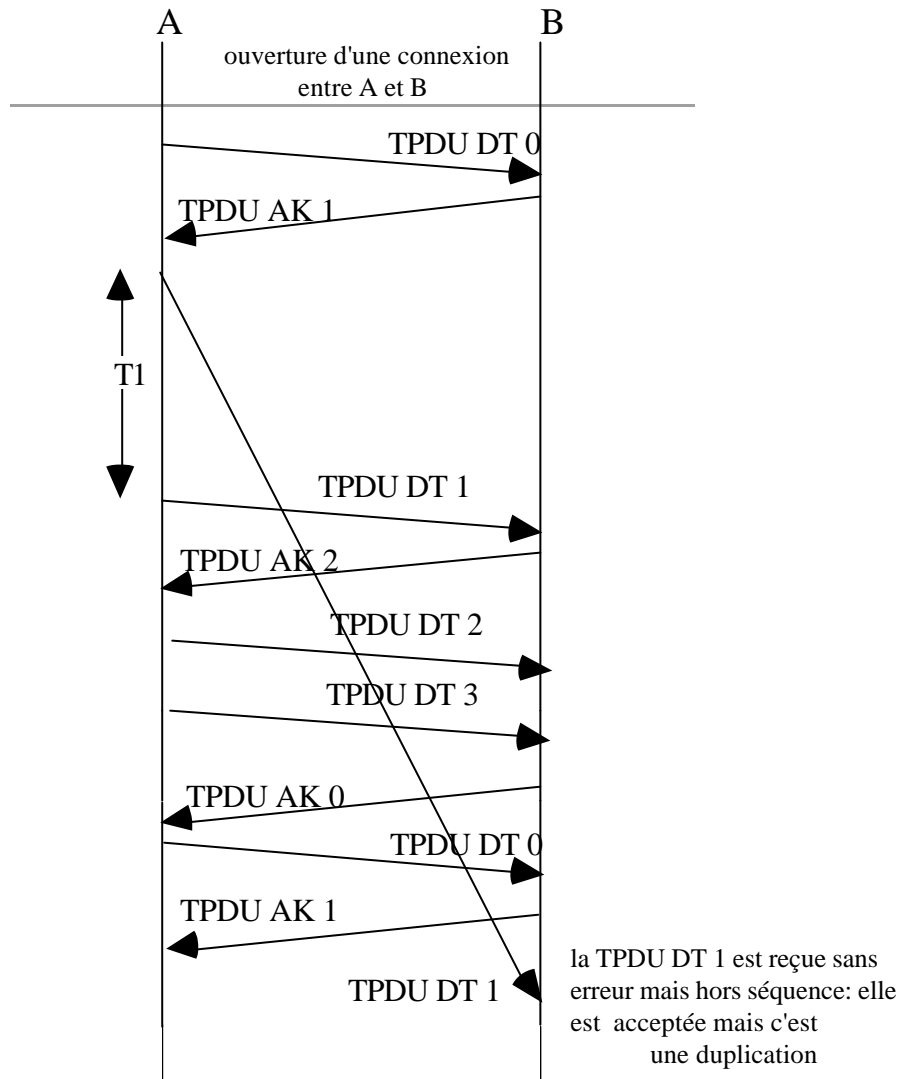 A
B
ouverture d'une connexion
entre A et B
TPDU DT 0
TPDU AK 1
T1
TPDU DT 1
TPDU AK 2
TPDU DT 2
TPDU DT 3
TPDU AK 0
TPDU DT 0
TPDU AK 1
TPDU DT 1
la TPDU DT 1 est reçue sans
erreur mais hors séquence: elle
est acceptée mais c'est
une duplication